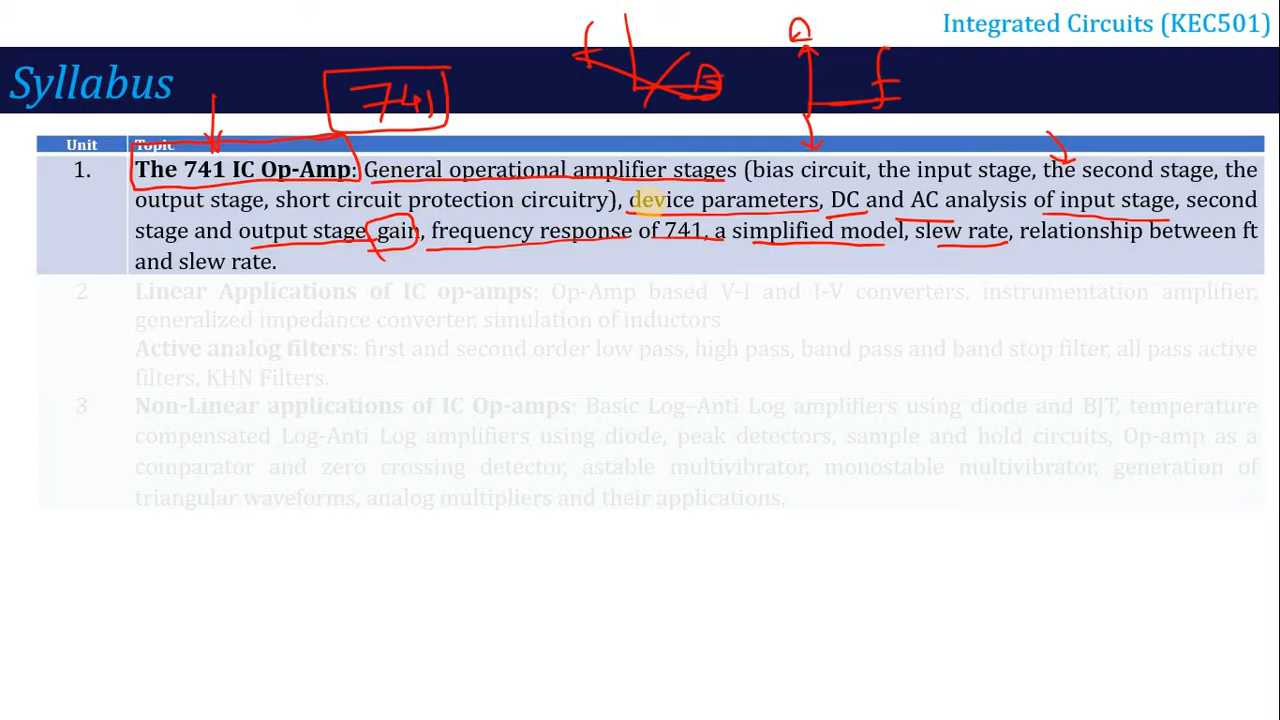 Integrated Circuits (KEC501)
Syllabus
741
Unit Topic
1. The 741 IC Op-Amp: General operational amplifier stages (bias circuit, the input stage, the second stage, the
output stage, short circuit protection circuitry), device parameters, DC and AC analysis of input stage, second
stage and output stage, gain, frequency response of 741, a simplified model, slew rate, relationship between ft
and slew rate.
2 Linear Applications of IC op-amps: Op-Amp based V-I and I-V converters, instrumentation amplifier,
generalized impedance converter, simulation of inductors
Active analog filters: first and second order low pass, high pass, band pass and band stop filter, all pass active
filters, KHN Filters.
3 Non-Linear applications of IC Op-amps: Basic Log–Anti Log amplifiers using diode and BJT, temperature
compensated Log-Anti Log amplifiers using diode, peak detectors, sample and hold circuits, Op-amp as a
comparator and zero crossing detector, astable multivibrator, monostable multivibrator, generation of
triangular waveforms, analog multipliers and their applications.